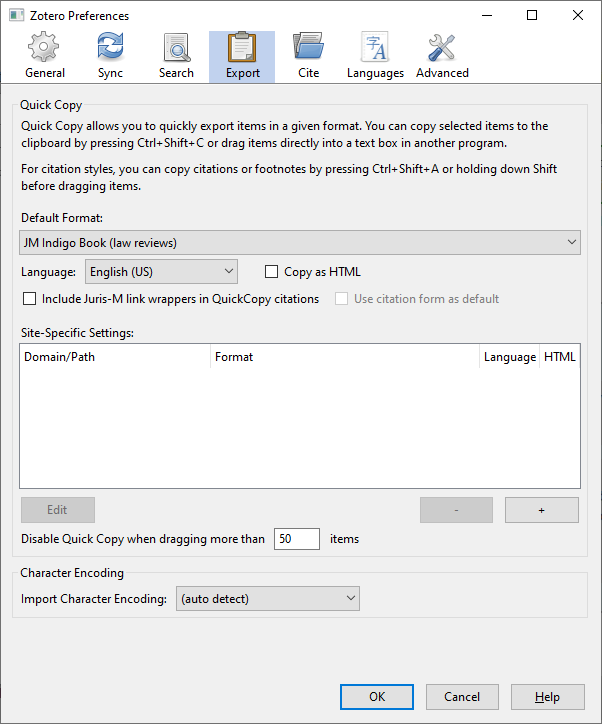 Zotero Preferences
General
Sync
Search
Export
Cite
字
A
Languages
Advanced
Quick Copy
Quick Copy allows you to quickly export items in a given format. You can copy selected items to the
clipboard by pressing Ctrl+Shift+C or drag items directly into a text box in another program.
For citation styles, you can copy citations or footnotes by pressing Ctrl+Shift+A or holding down Shift
before dragging items.
Default Format:
JM Indigo Book (law reviews)
Language: English (US) Copy as HTML
Include Juris-M link wrappers in QuickCopy citations Use citation form as default
Site-Specific Settings:
Domain/Path Format Language HTML
Edit - +
Disable Quick Copy when dragging more than 50 items
Character Encoding
Import Character Encoding: (auto detect)
OK Cancel Help